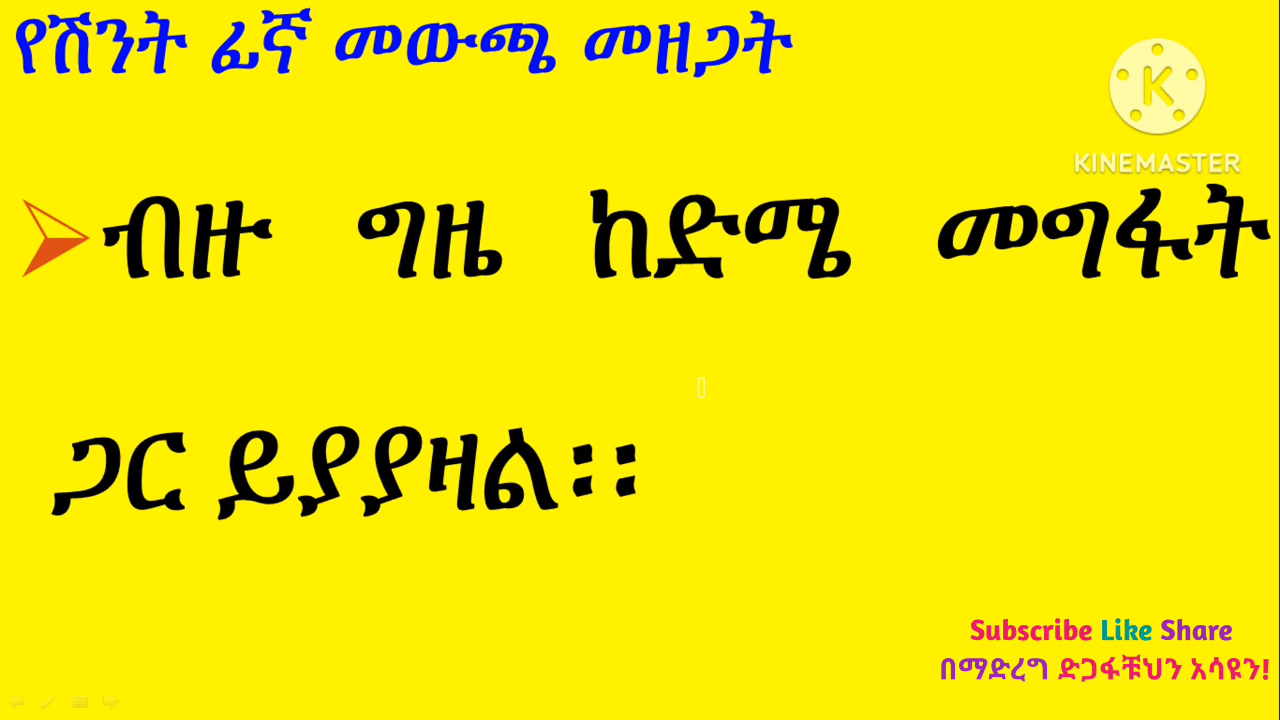 የሽንት ፊኛ መውጫ መዘጋት
K
KINEMASTER
ብዙ ግዜ ከድሜ መግፋት
ጋር ይያያዛል፡፡
Subscribe Like Share
በማድረግ ድጋፋቹህን አሳዩን!